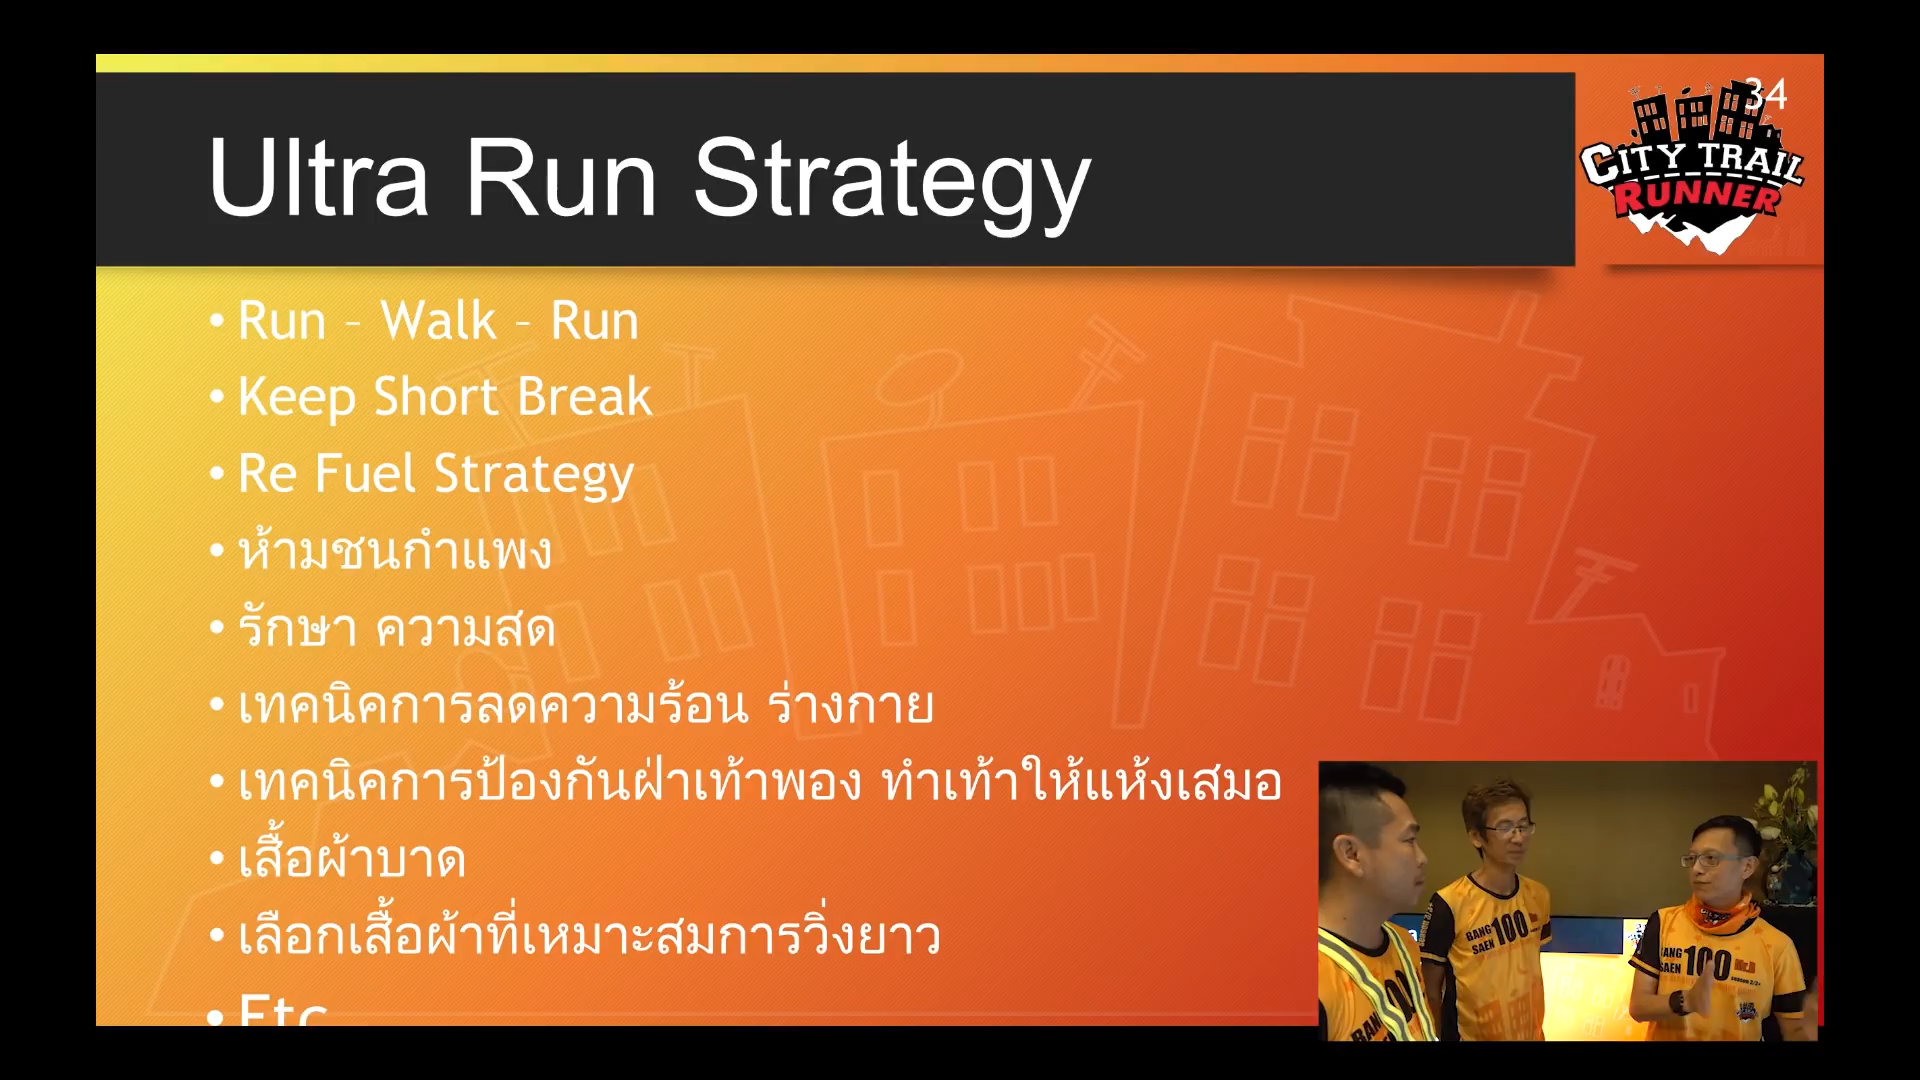 34
CITY TRAIL
RUNNER
Ultra Run Strategy
• Run – Walk – Run
• Keep Short Break
• Re Fuel Strategy
• ห้ามชนกำแพง
• รักษา ความสด
• เทคนิคการลดความร้อน ร่างกาย
• เทคนิคการป้องกันฝ่าเท้าพอง ทำเท้าให้แห้งเสมอ
• เสื้อผ้าบาด
• เลือกเสื้อผ้าที่เหมาะสมการวิ่งยาว
• Etc
BANG
SAEN
100
BANG
SAEN
100